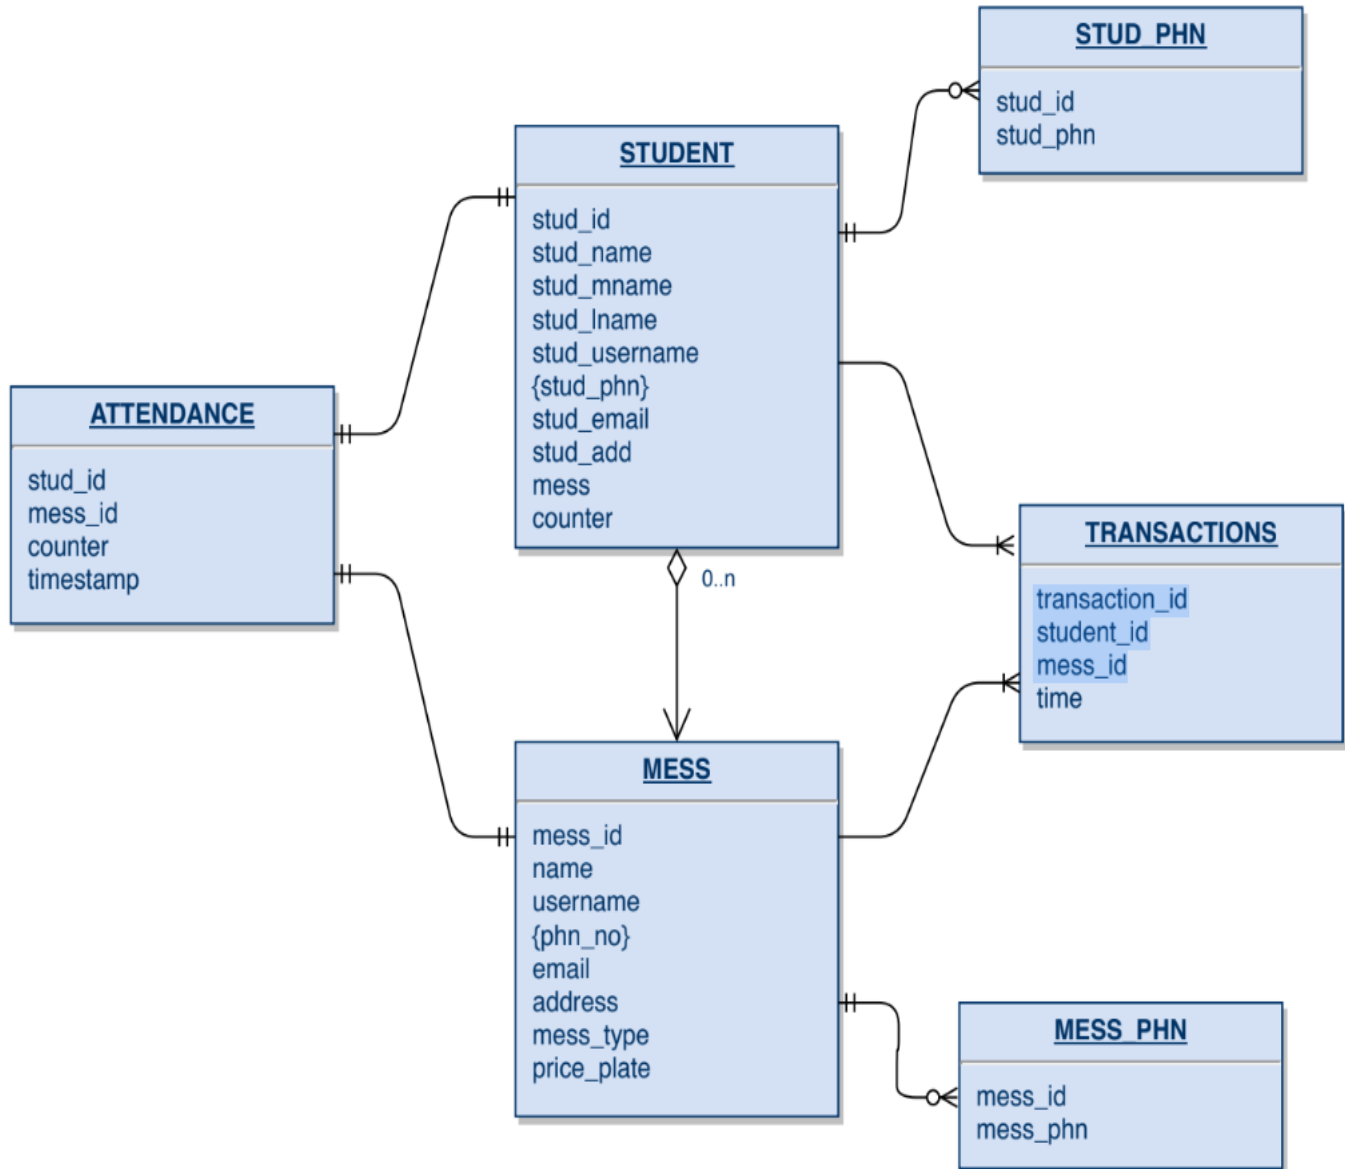 STUD_PHN
stud_id
stud_phn
STUDENT
stud_id
stud_name
stud_mname
stud_lname
stud_username
{stud_phn}
stud_email
stud_add
mess
counter
0..n
ATTENDANCE
stud_id
mess_id
counter
timestamp
TRANSACTIONS
transaction_id
student_id
mess_id
time
MESS
mess_id
name
username
{phn_no}
email
address
mess_type
price_plate
MESS_PHN
mess_id
mess_phn